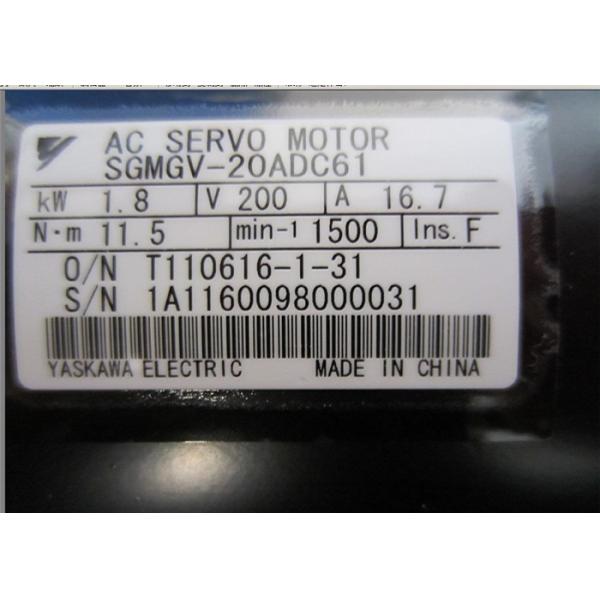 AC SERVO MOTOR
SGMGV-20ADC61
kW 1.8 V 200 A 16.7
N·m 11.5 min-1 1500 Ins. F
O/N T110616-1-31
S/N 1A1160098000031
YASKAWA ELECTRIC MADE IN CHINA